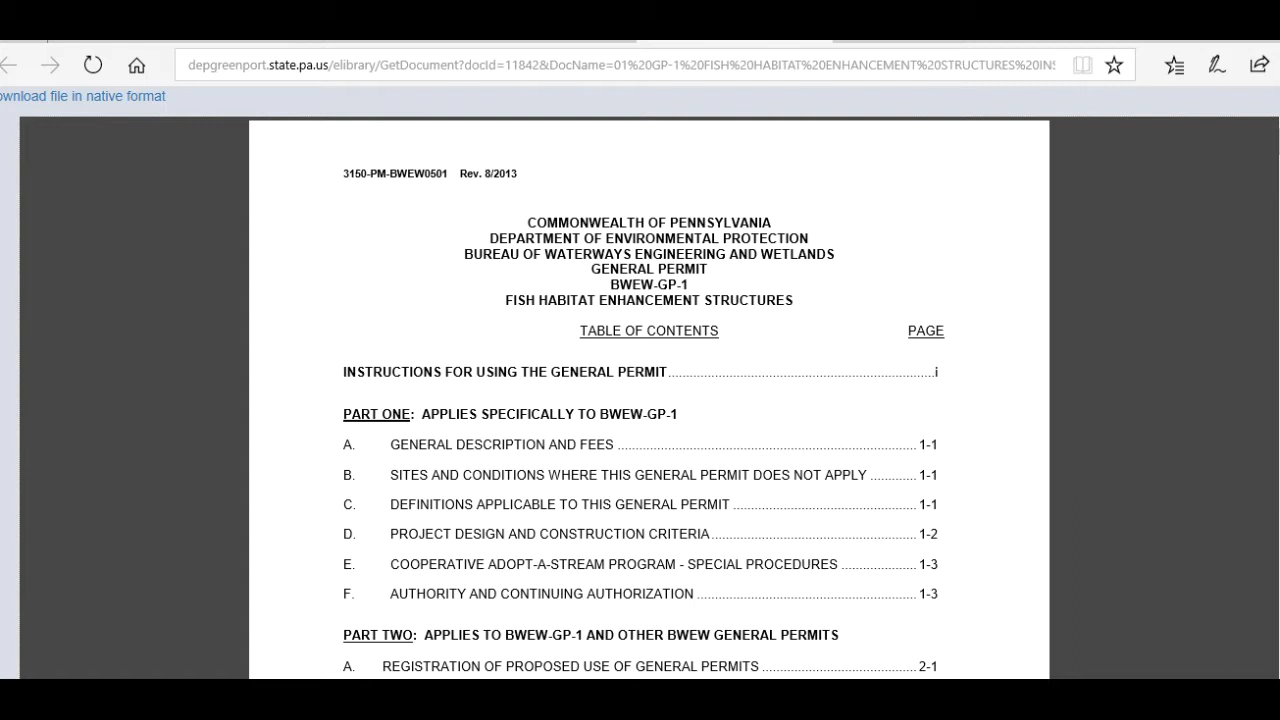 depgreenport.state.pa.us/elibrary/GetDocument?docId=11842&DocName=01%20GP-1%20FISH%20HABITAT%20ENHANCEMENT%20STRUCTURES%20INS
ownload file in native format
3150-PM-BWEW0501 Rev. 8/2013
COMMONWEALTH OF PENNSYLVANIA
DEPARTMENT OF ENVIRONMENTAL PROTECTION
BUREAU OF WATERWAYS ENGINEERING AND WETLANDS
GENERAL PERMIT
BWEW-GP-1
FISH HABITAT ENHANCEMENT STRUCTURES
TABLE OF CONTENTS PAGE
INSTRUCTIONS FOR USING THE GENERAL PERMIT..........................................................................i
PART ONE: APPLIES SPECIFICALLY TO BWEW-GP-1
A. GENERAL DESCRIPTION AND FEES .................................................................................. 1-1
B. SITES AND CONDITIONS WHERE THIS GENERAL PERMIT DOES NOT APPLY ............. 1-1
C. DEFINITIONS APPLICABLE TO THIS GENERAL PERMIT .................................................. 1-1
D. PROJECT DESIGN AND CONSTRUCTION CRITERIA ........................................................ 1-2
E. COOPERATIVE ADOPT-A-STREAM PROGRAM - SPECIAL PROCEDURES ..................... 1-3
F. AUTHORITY AND CONTINUING AUTHORIZATION ............................................................ 1-3
PART TWO: APPLIES TO BWEW-GP-1 AND OTHER BWEW GENERAL PERMITS
A. REGISTRATION OF PROPOSED USE OF GENERAL PERMITS .......................................... 2-1